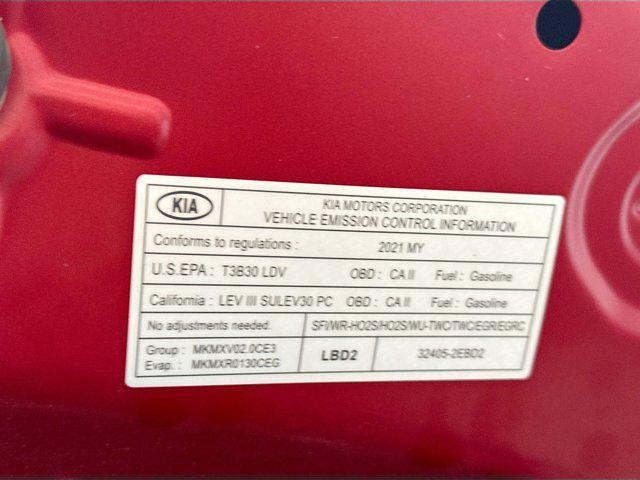 KIA
KIA MOTORS CORPORATION
VEHICLE EMISSION CONTROL INFORMATION
Conforms to regulations : 2021 MY
U.S.EPA : T3B30 LDV OBD : CA II Fuel : Gasoline
California : LEV III SULEV30 PC OBD : CA II Fuel : Gasoline
No adjustments needed. SFI/WR-HO2S/HO2S/WU-TWC/TWC/EGR/EGRC
Group : MKMXV02.0CE3
Evap. : MKMXR0130CEG
LBD2
32405-2EBD2